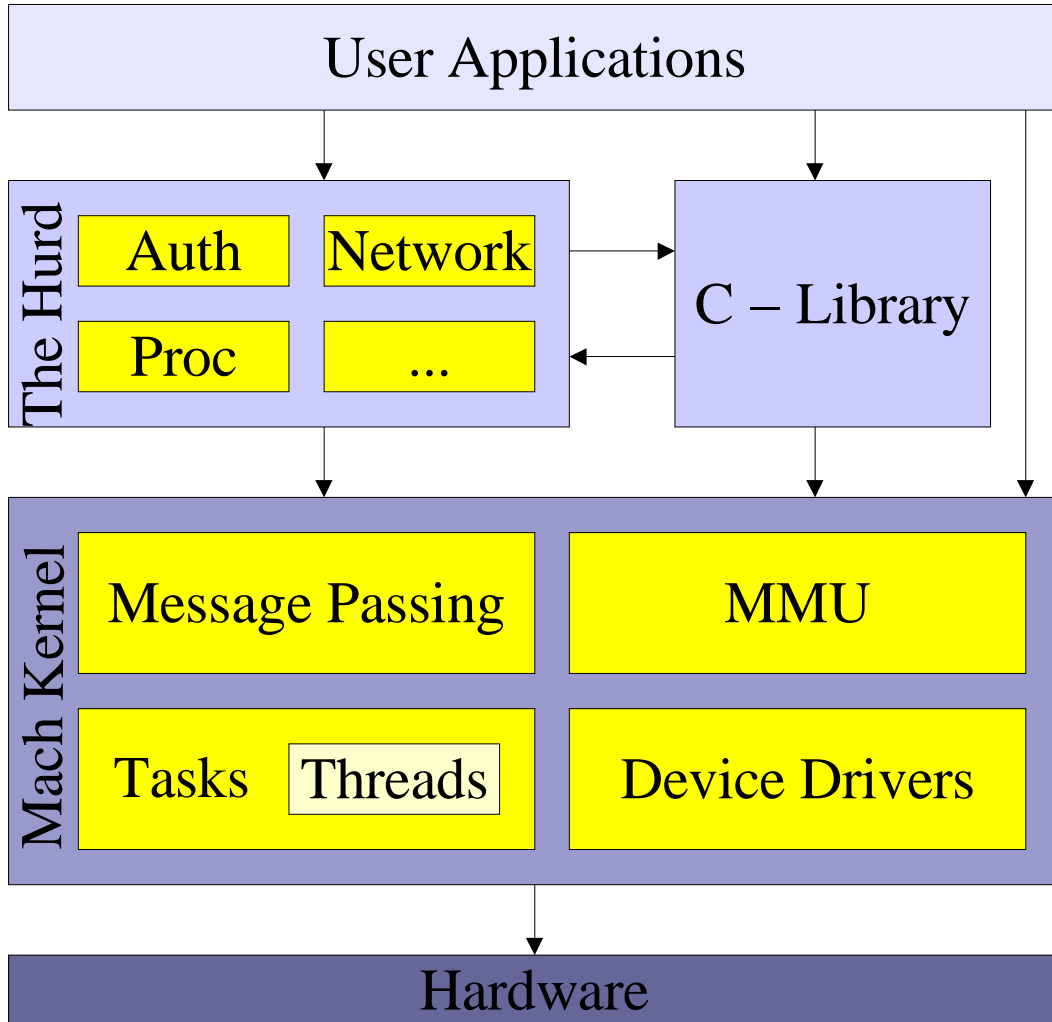 User Applications
The Hurd
Auth
Network
Proc
...
C – Library
Mach Kernel
Message Passing
MMU
Tasks
Threads
Device Drivers
Hardware